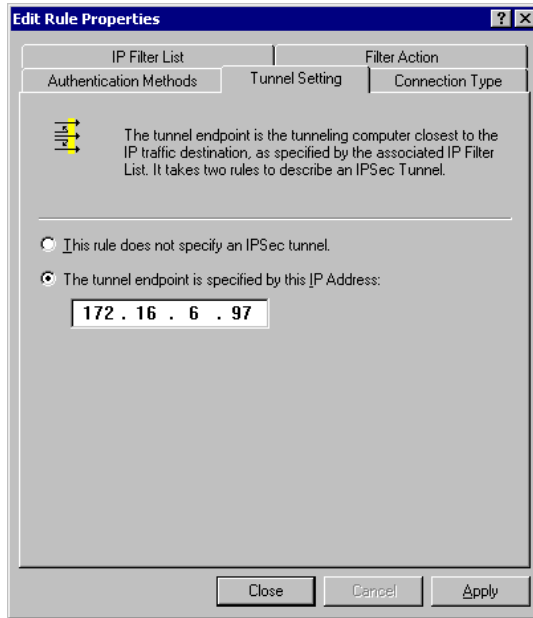 Edit Rule Properties
IP Filter List
Filter Action
Authentication Methods
Tunnel Setting
Connection Type
The tunnel endpoint is the tunneling computer closest to the
IP traffic destination, as specified by the associated IP Filter
List. It takes two rules to describe an IPSec Tunnel.
This rule does not specify an IPSec tunnel.
The tunnel endpoint is specified by this IP Address:
172 . 16 . 6 . 97
Close
Cancel
Apply